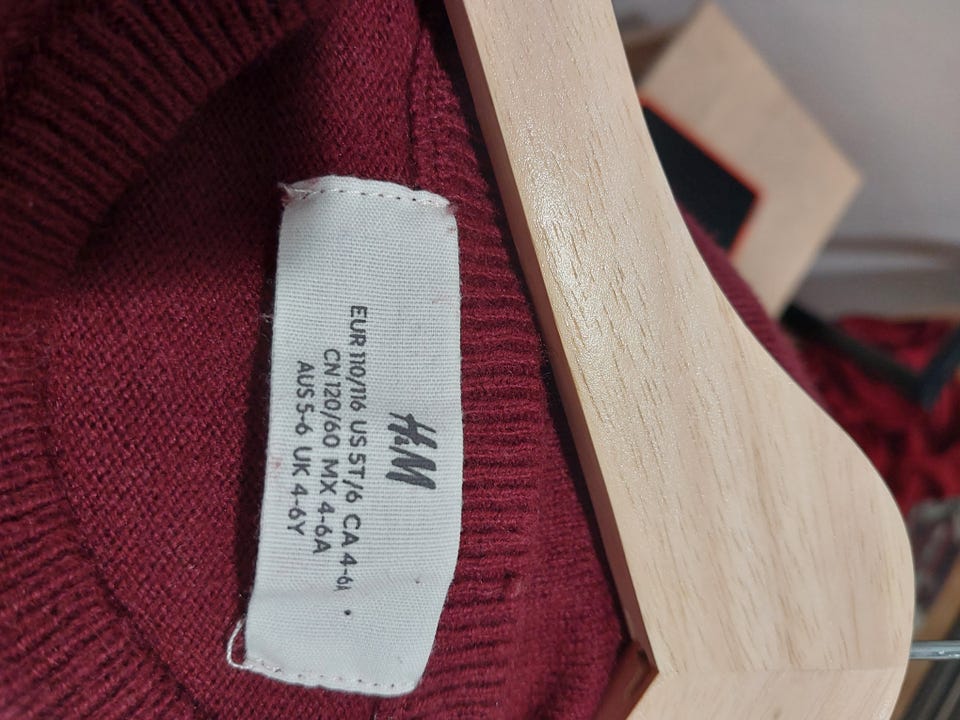 H&M
EUR 110/116 US 5T/6 CA 4-6A
CN 120/60 MX 4-6A
AUS 5-6 UK 4-6Y